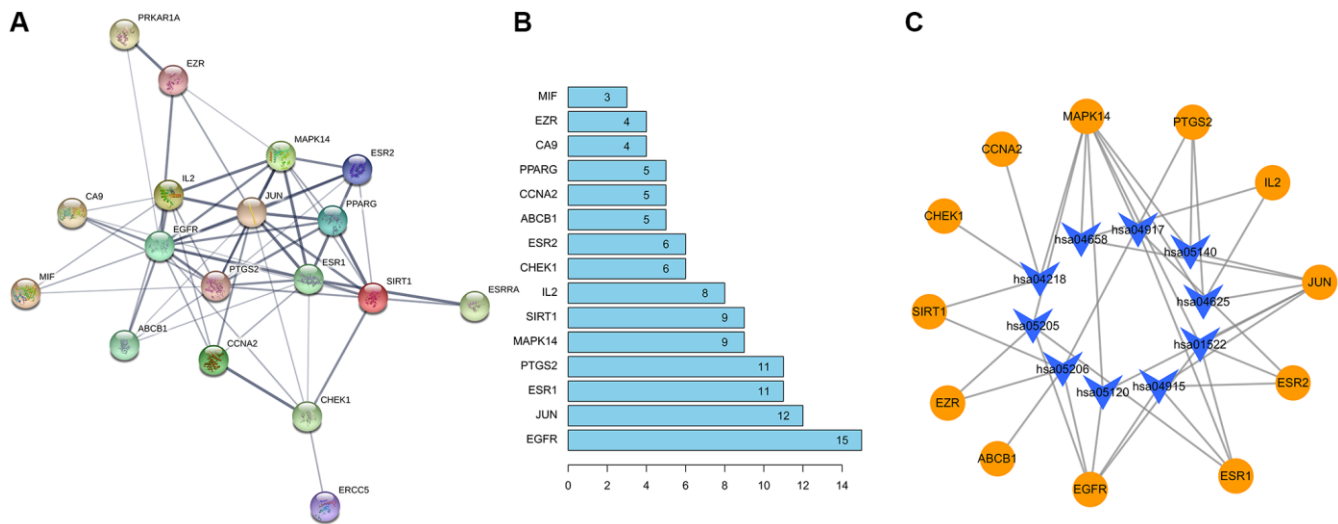 A
PRKAR1A
EZR
MAPK14
ESR2
IL2
JUN
CA9
PPARG
EGFR
PTGS2
ESR1
SIRT1
MIF
ESRRA
ABCB1
CCNA2
CHEK1
ERCC5
B
MIF 3
EZR 4
CA9 4
PPARG 5
CCNA2 5
ABCB1 5
ESR2 6
CHEK1 6
IL2 8
SIRT1 9
MAPK14 9
PTGS2 11
ESR1 11
JUN 12
EGFR 15
0 2 4 6 8 10 12 14
C
MAPK14
PTGS2
CCNA2
IL2
CHEK1
hsa04658
hsa04917
hsa05140
hsa04218
JUN
hsa04625
SIRT1
hsa05205
hsa01522
hsa05206
ESR2
hsa05120
hsa04915
EZR
ABCB1
ESR1
EGFR